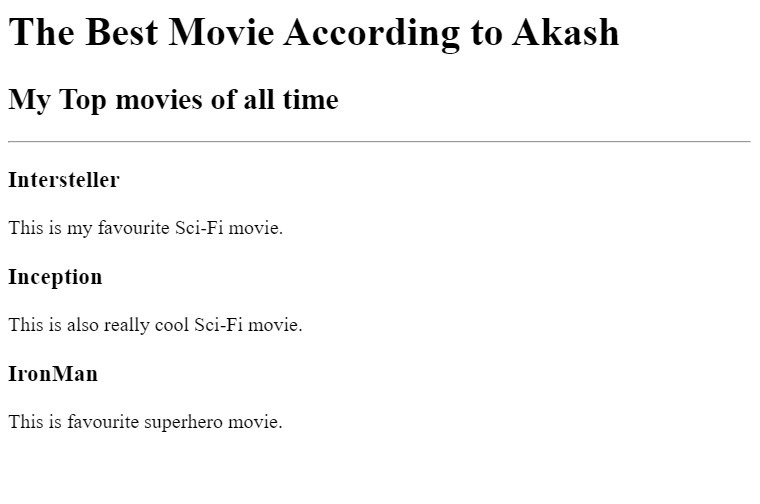 The Best Movie According to Akash
My Top movies of all time
Intersteller
This is my favourite Sci-Fi movie.
Inception
This is also really cool Sci-Fi movie.
IronMan
This is favourite superhero movie.